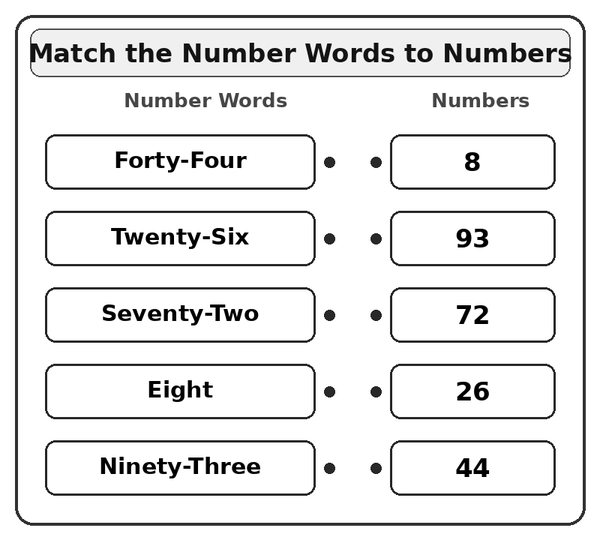 Match the Number Words to Numbers
Number Words Numbers
Forty-Four 8
Twenty-Six 93
Seventy-Two 72
Eight 26
Ninety-Three 44